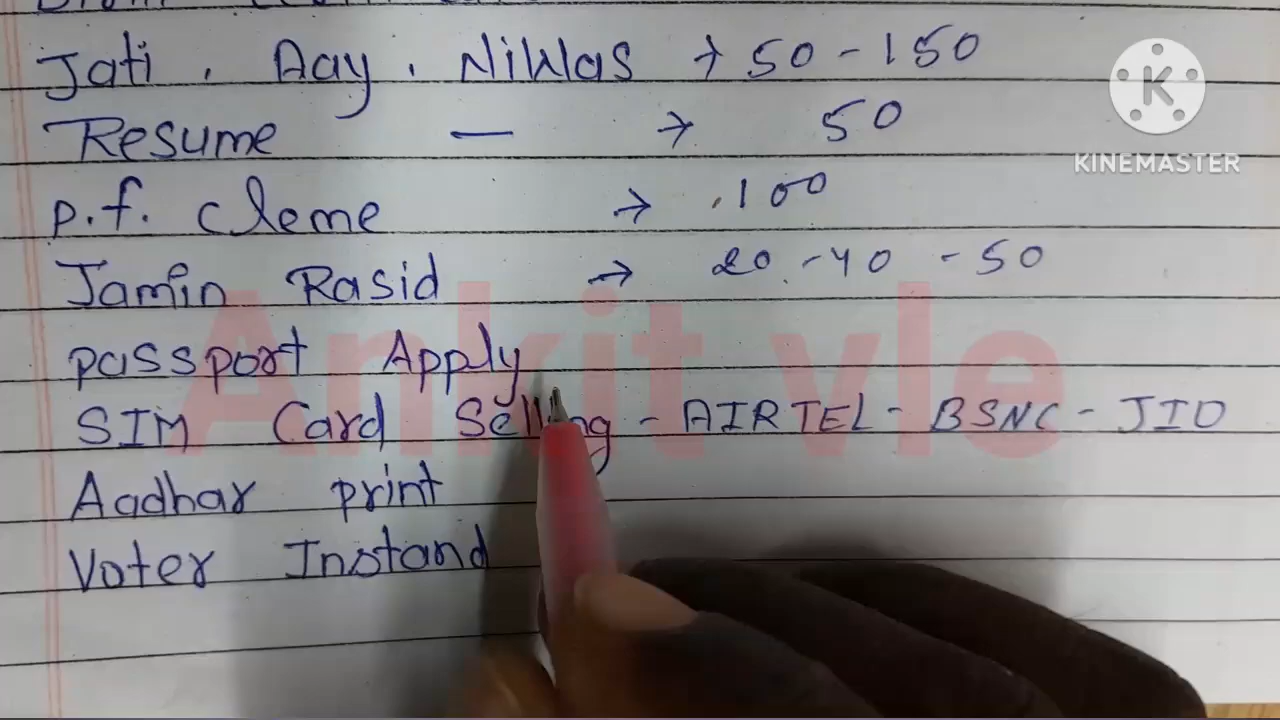 Jati , Aay , Niwas → 50 - 150
Resume — → 50
P.f. Cleme → 100
Jamin Rasid → 20 - 40 - 50
Passport Apply
SIM Card Selling - AIRTEL - BSNL - JIO
Aadhar print
Voter Instand
Ankit vle
K
KINEMASTER